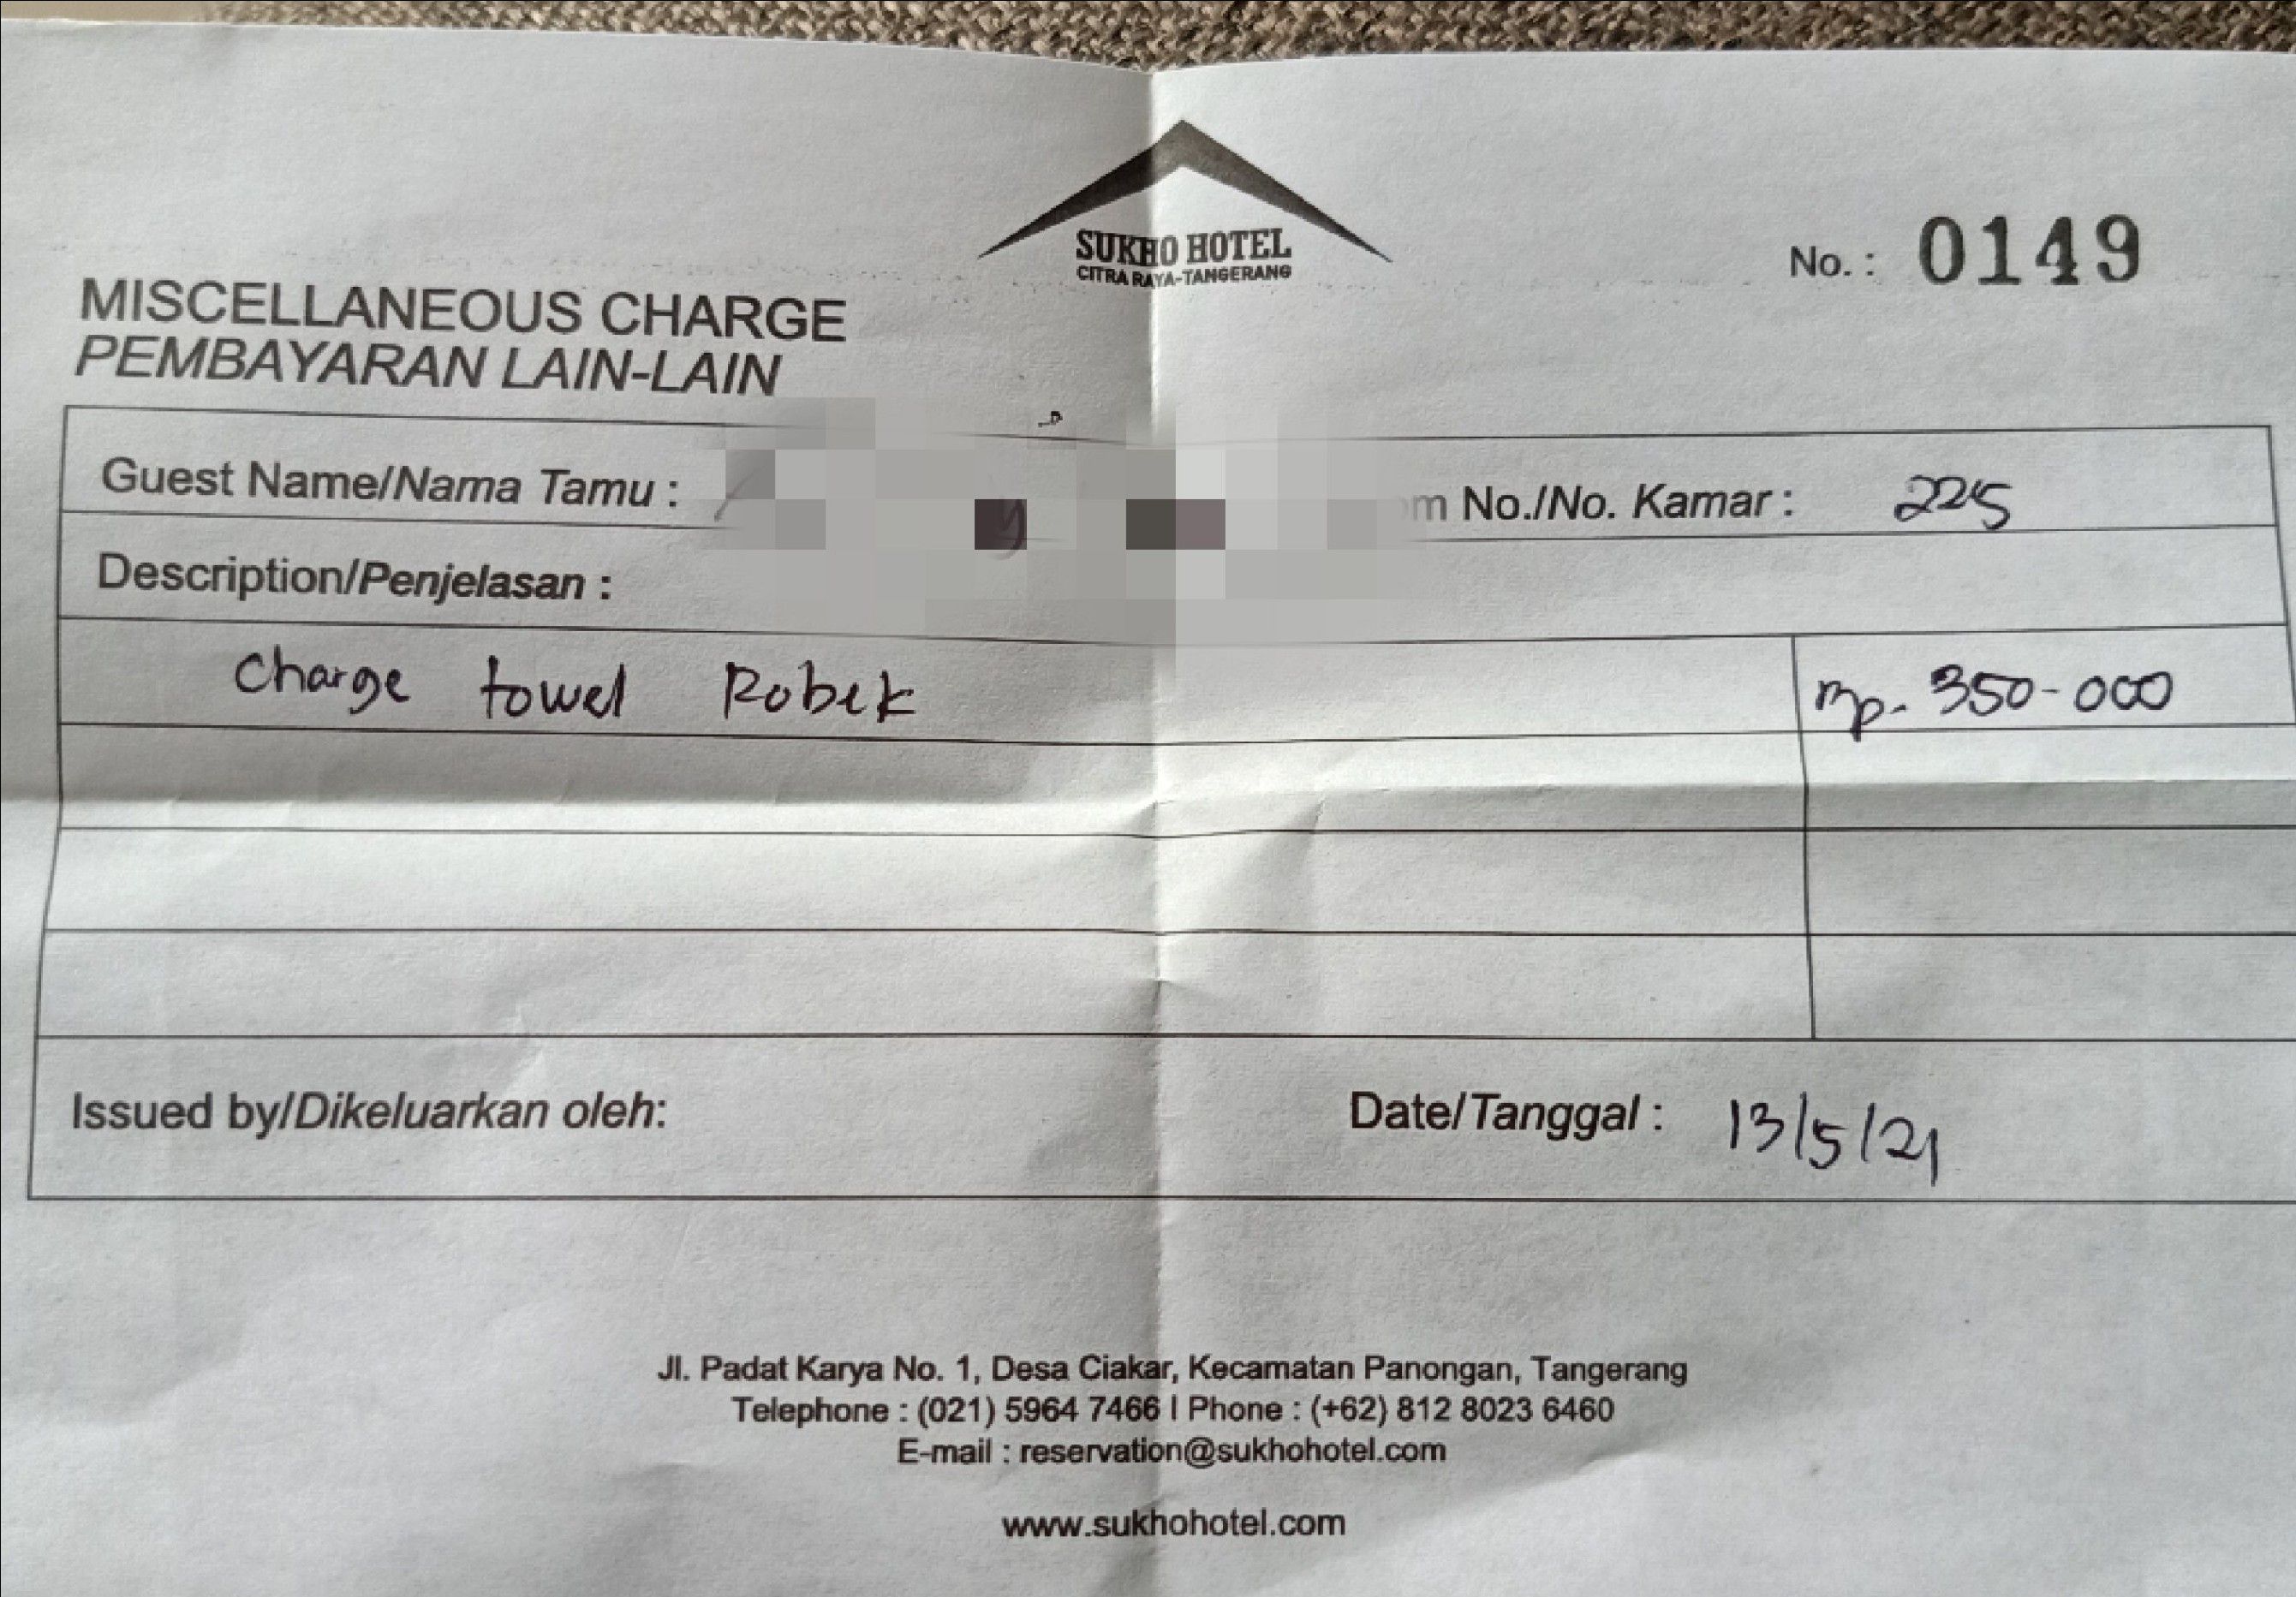 SUKHO HOTEL
CITRA RAYA-TANGERANG
No. : 0149
MISCELLANEOUS CHARGE
PEMBAYARAN LAIN-LAIN
Guest Name/Nama Tamu :
No./No. Kamar : 225
Description/Penjelasan :
Charge towel Robek Rp. 350-000
Issued by/Dikeluarkan oleh:
Date/Tanggal : 13/5/21
Jl. Padat Karya No. 1, Desa Ciakar, Kecamatan Panongan, Tangerang
Telephone : (021) 5964 7466 I Phone : (+62) 812 8023 6460
E-mail : reservation@sukhohotel.com
www.sukhohotel.com